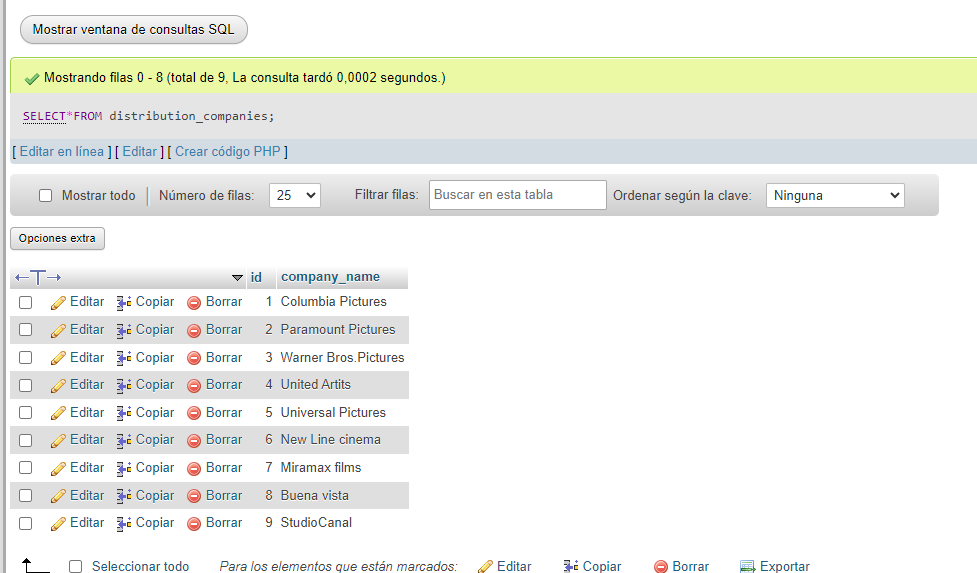 Mostrar ventana de consultas SQL
Mostrando filas 0 - 8 (total de 9, La consulta tardó 0,0002 segundos.)
SELECT*FROM distribution_companies;
[ Editar en línea ] [ Editar ] [ Crear código PHP ]
Mostrar todo Número de filas: 25 Filtrar filas: Buscar en esta tabla Ordenar según la clave: Ninguna
Opciones extra
id company_name
Editar Copiar Borrar 1 Columbia Pictures
Editar Copiar Borrar 2 Paramount Pictures
Editar Copiar Borrar 3 Warner Bros.Pictures
Editar Copiar Borrar 4 United Artits
Editar Copiar Borrar 5 Universal Pictures
Editar Copiar Borrar 6 New Line cinema
Editar Copiar Borrar 7 Miramax films
Editar Copiar Borrar 8 Buena vista
Editar Copiar Borrar 9 StudioCanal
Seleccionar todo Para los elementos que están marcados: Editar Copiar Borrar Exportar